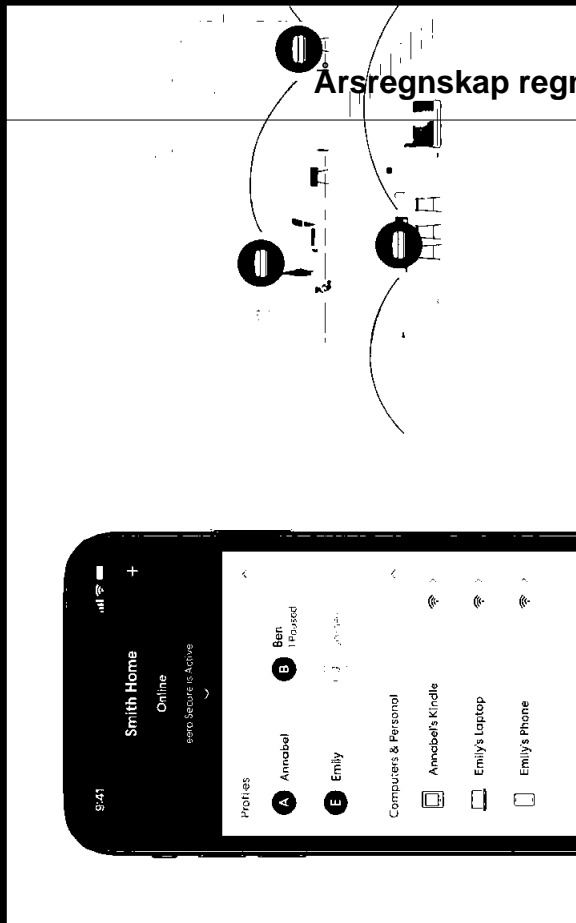 Årsregnskap regn
9:41
Smith Home
Online
eero Secure is Active
Profiles
A Annabel
B Ben
1 Paused
E Emily
Computers & Personal
Annabel's Kindle
Emily's Laptop
Emily's Phone